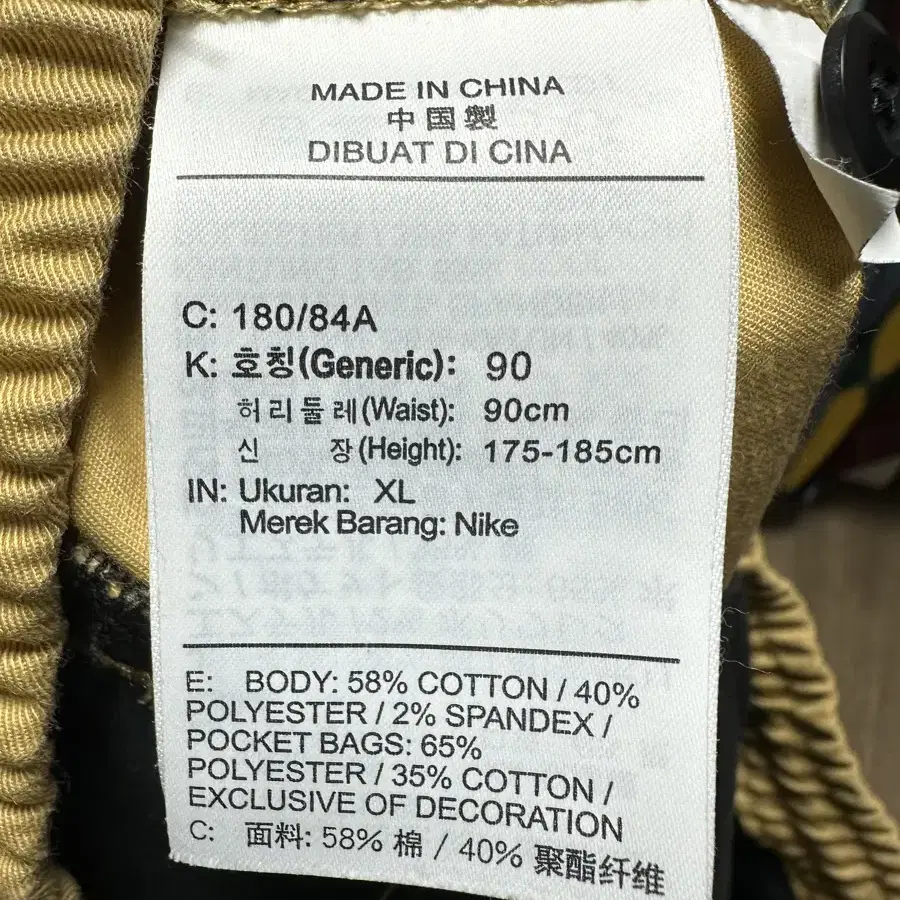 MADE IN CHINA
中国製
DIBUAT DI CINA
C: 180/84A
K: 호칭(Generic): 90
허리둘레(Waist): 90cm
신 장(Height): 175-185cm
IN: Ukuran: XL
Merek Barang: Nike
E: BODY: 58% COTTON / 40%
POLYESTER / 2% SPANDEX /
POCKET BAGS: 65%
POLYESTER / 35% COTTON /
EXCLUSIVE OF DECORATION
C: 面料: 58% 棉 / 40% 聚酯纤维